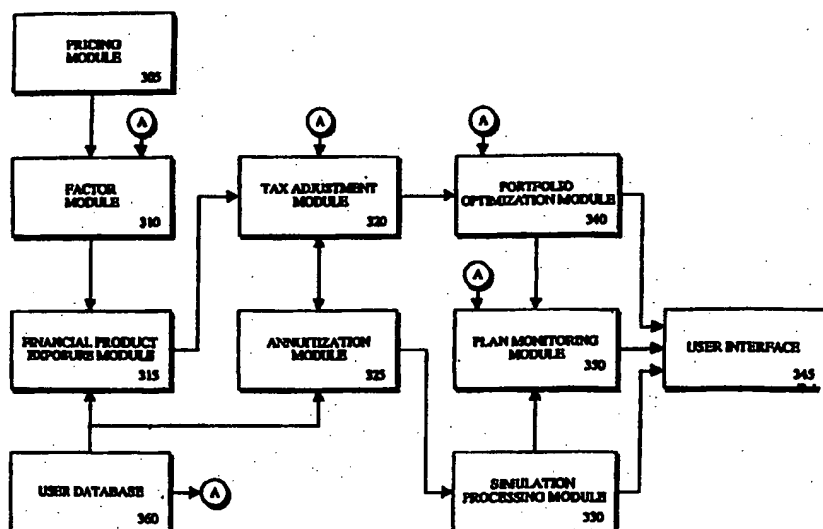 PRICING
MODULE
305
A
A
A
FACTOR
MODULE
310
TAX ADJUSTMENT
MODULE
320
PORTFOLIO
OPTIMIZATION MODULE
340
A
FINANCIAL PRODUCT
EXPOSURE MODULE
315
ANNUITIZATION
MODULE
325
PLAN MONITORING
MODULE
350
USER INTERFACE
345
USER DATABASE
360
A
SIMULATION
PROCESSING MODULE
330